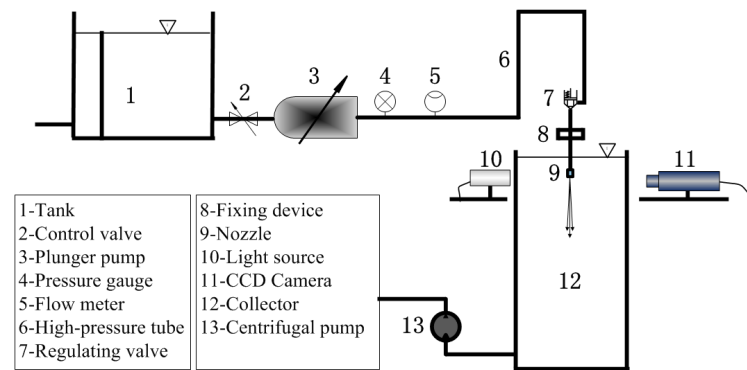 1
2
3
4
5
6
7
8
9
10
11
12
13
1-Tank
2-Control valve
3-Plunger pump
4-Pressure gauge
5-Flow meter
6-High-pressure tube
7-Regulating valve
8-Fixing device
9-Nozzle
10-Light source
11-CCD Camera
12-Collector
13-Centrifugal pump